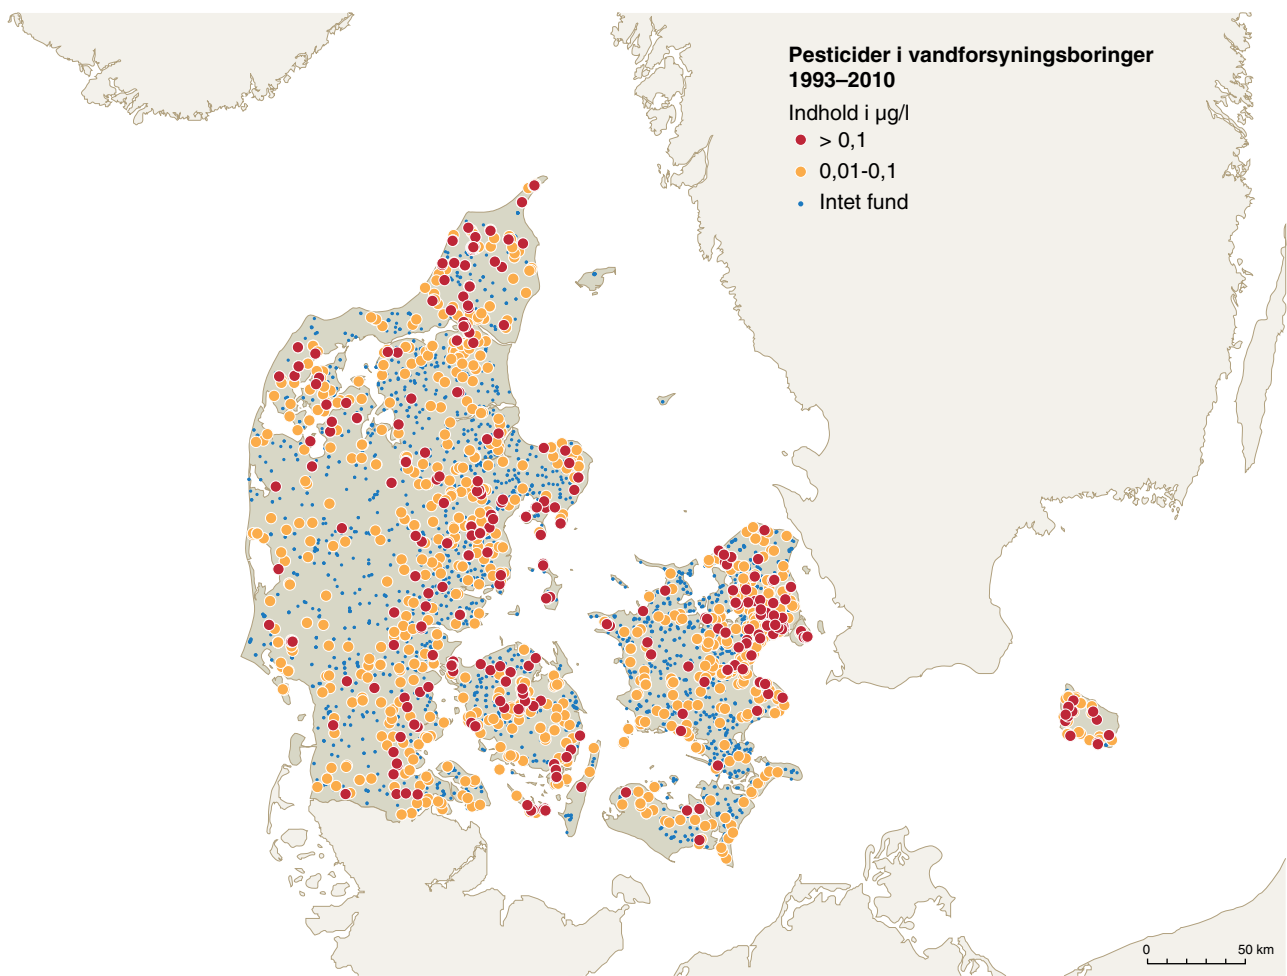 Pesticider i vandforsyningsboringer
1993–2010
Indhold i µg/l
> 0,1
0,01-0,1
Intet fund
0 50 km